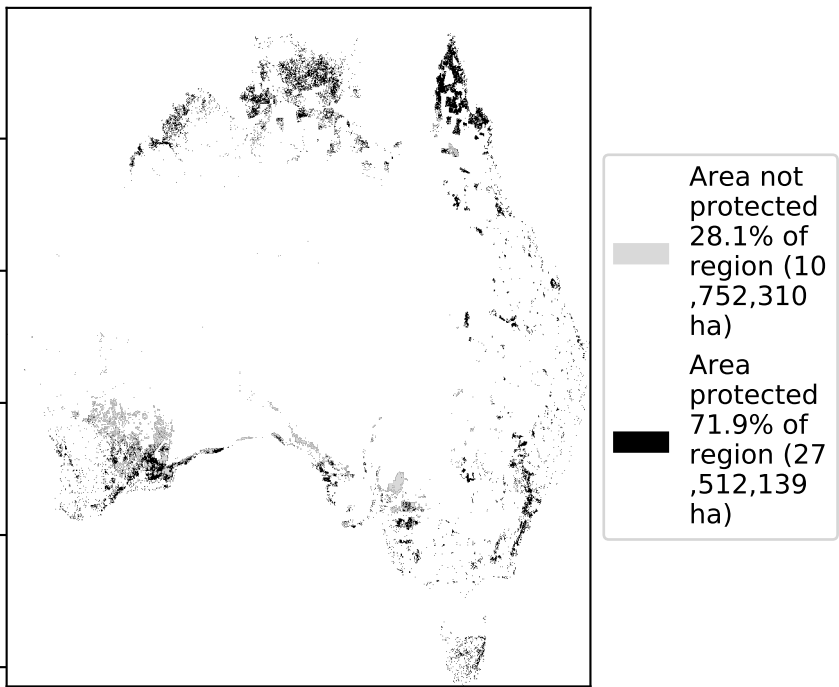 Area not
protected
28.1% of
region (10
,752,310
ha)
Area
protected
71.9% of
region (27
,512,139
ha)